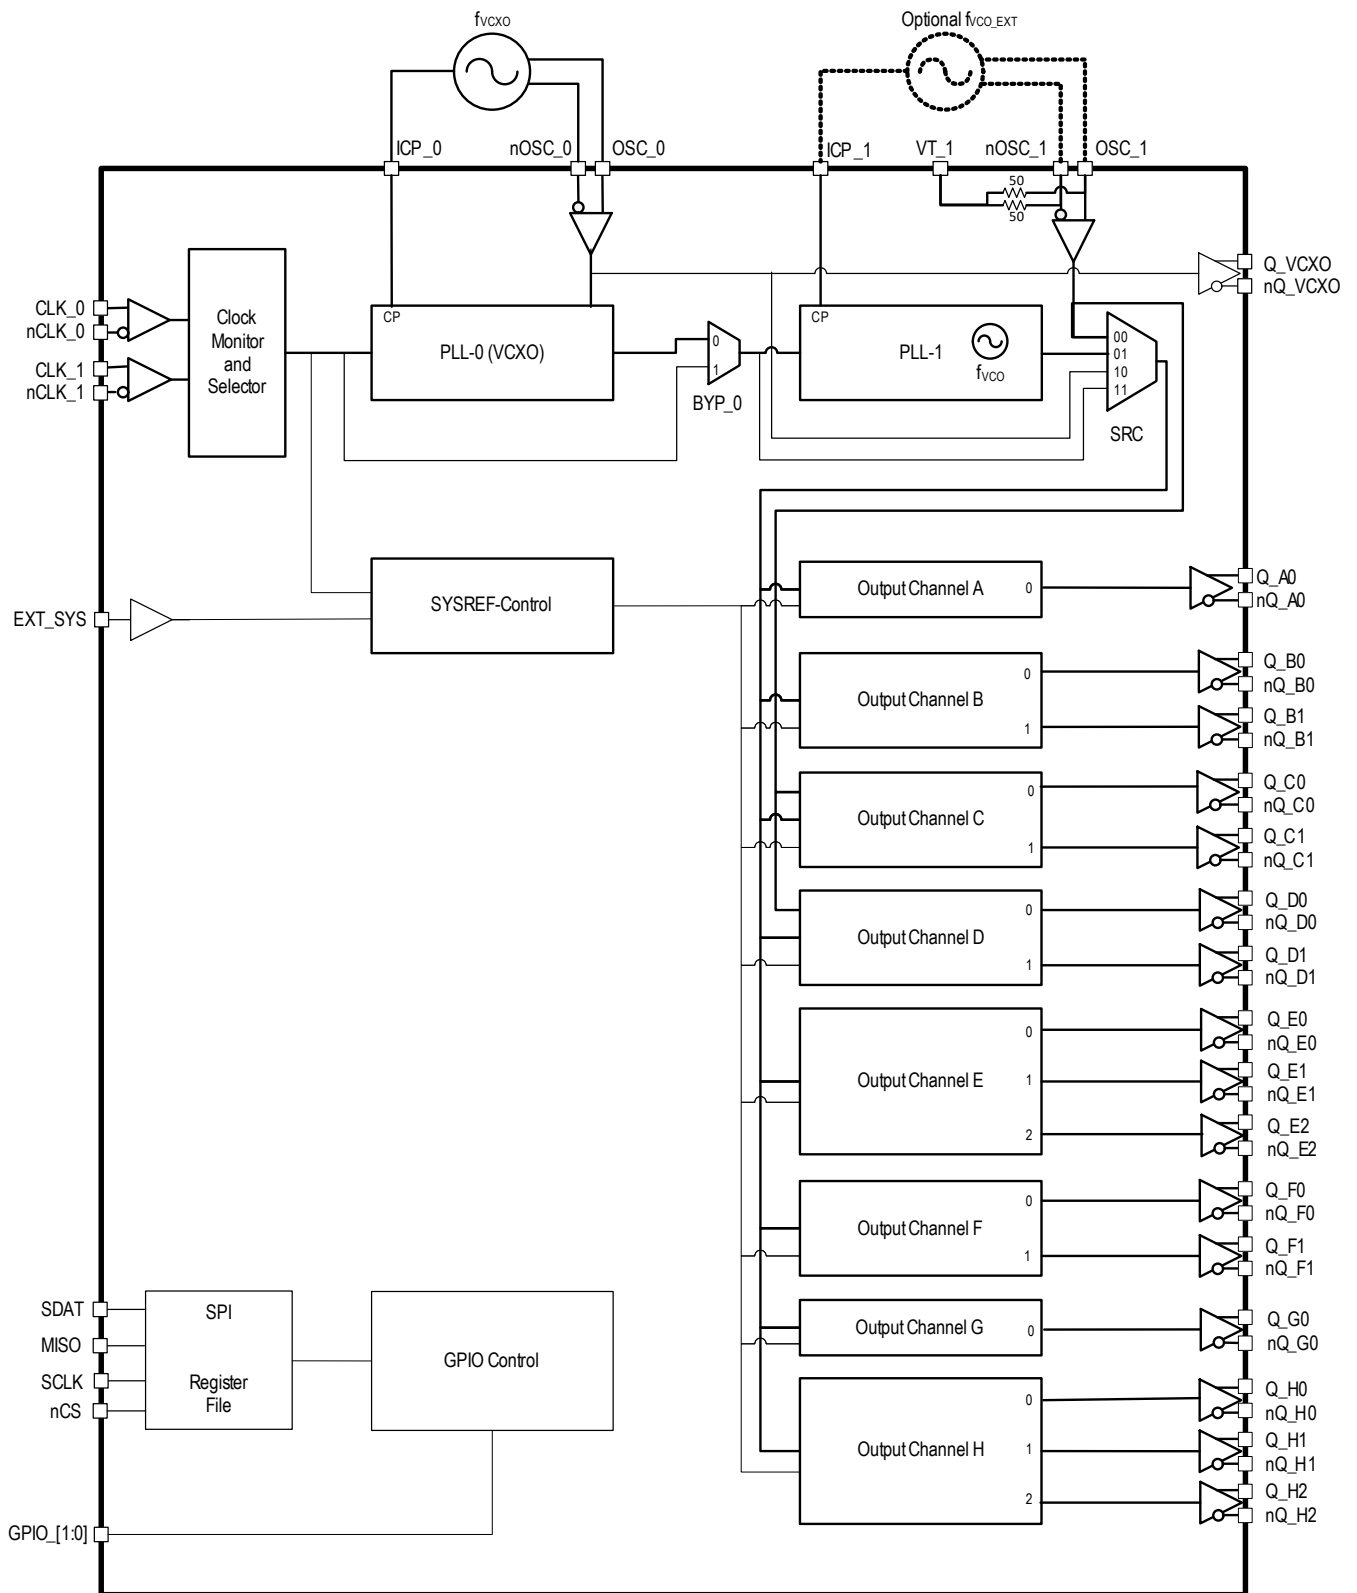 fVCXO
Optional fVCO_EXT
ICP_0
nOSC_0
OSC_0
ICP_1
VT_1
nOSC_1
OSC_1
50
50
Q_VCXO
nQ_VCXO
CLK_0
nCLK_0
CLK_1
nCLK_1
Clock
Monitor
and
Selector
CP
PLL-0 (VCXO)
0
1
BYP_0
CP
PLL-1
fVCO
00
01
10
11
SRC
EXT_SYS
SYSREF-Control
Output Channel A
0
Q_A0
nQ_A0
Output Channel B
0
1
Q_B0
nQ_B0
Q_B1
nQ_B1
Output Channel C
0
1
Q_C0
nQ_C0
Q_C1
nQ_C1
Output Channel D
0
1
Q_D0
nQ_D0
Q_D1
nQ_D1
Output Channel E
0
1
2
Q_E0
nQ_E0
Q_E1
nQ_E1
Q_E2
nQ_E2
Output Channel F
0
1
Q_F0
nQ_F0
Q_F1
nQ_F1
Output Channel G
0
Q_G0
nQ_G0
Output Channel H
0
1
2
Q_H0
nQ_H0
Q_H1
nQ_H1
Q_H2
nQ_H2
SDAT
MISO
SCLK
nCS
SPI
Register
File
GPIO Control
GPIO_[1:0]